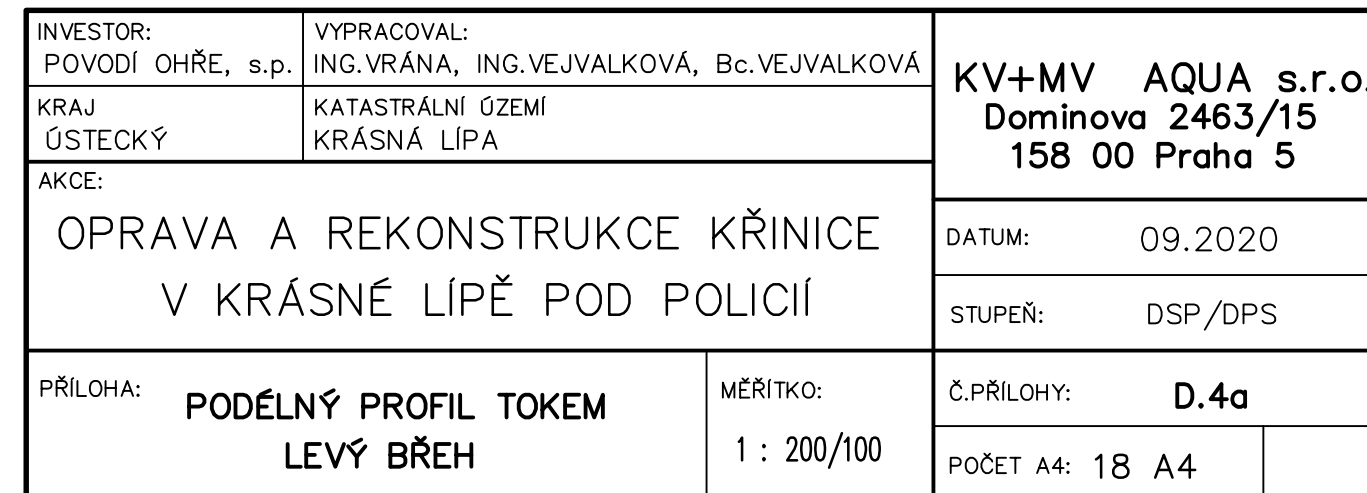 INVESTOR:
POVODÍ OHŘE, s.p.
VYPRACOVAL:
ING.VRÁNA, ING.VEJVALKOVÁ, Bc.VEJVALKOVÁ
KV+MV AQUA s.r.o.
Dominova 2463/15
158 00 Praha 5
KRAJ
ÚSTECKÝ
KATASTRÁLNÍ ÚZEMÍ
KRÁSNÁ LÍPA
AKCE:
OPRAVA A REKONSTRUKCE KŘINICE
V KRÁSNÉ LÍPĚ POD POLICIÍ
DATUM: 09.2020
STUPEŇ: DSP/DPS
PŘÍLOHA:
PODÉLNÝ PROFIL TOKEM
LEVÝ BŘEH
MĚŘÍTKO:
1 : 200/100
Č.PŘÍLOHY: D.4a
POČET A4: 18 A4